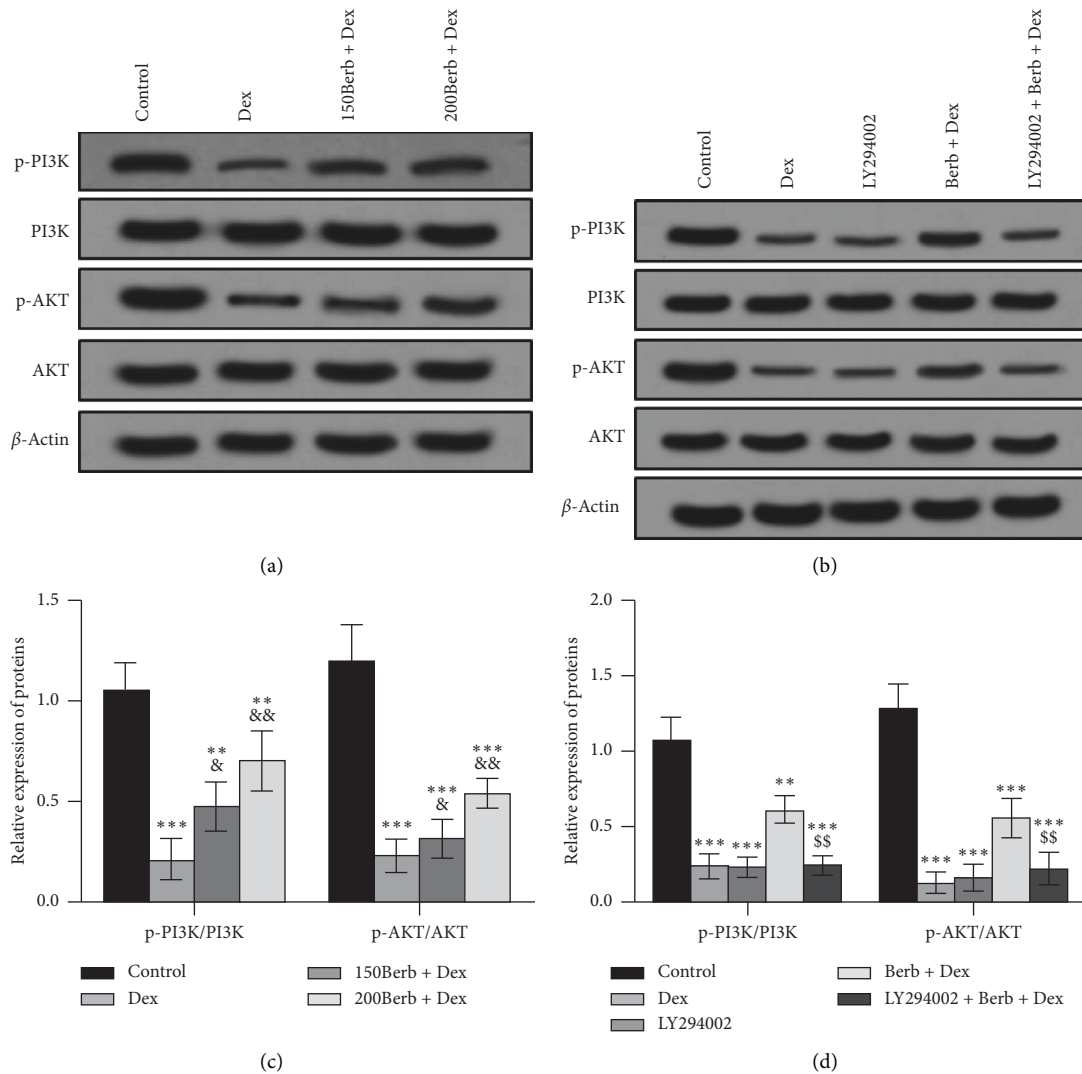 Control
Dex
150Berb + Dex
200Berb + Dex
p-PI3K
PI3K
p-AKT
AKT
β-Actin
(a)
Control
Dex
LY294002
Berb + Dex
LY294002 + Berb + Dex
p-PI3K
PI3K
p-AKT
AKT
β-Actin
(b)
Relative expression of proteins
1.5
1.0
0.5
0.0
***
**
&
**
&&
***
***
&
***
&&
p-PI3K/PI3K
p-AKT/AKT
Control
Dex
150Berb + Dex
200Berb + Dex
(c)
Relative expression of proteins
2.0
1.5
1.0
0.5
0.0
***
***
**
***
$$
***
***
***
***
$$
p-PI3K/PI3K
p-AKT/AKT
Control
Dex
LY294002
Berb + Dex
LY294002 + Berb + Dex
(d)